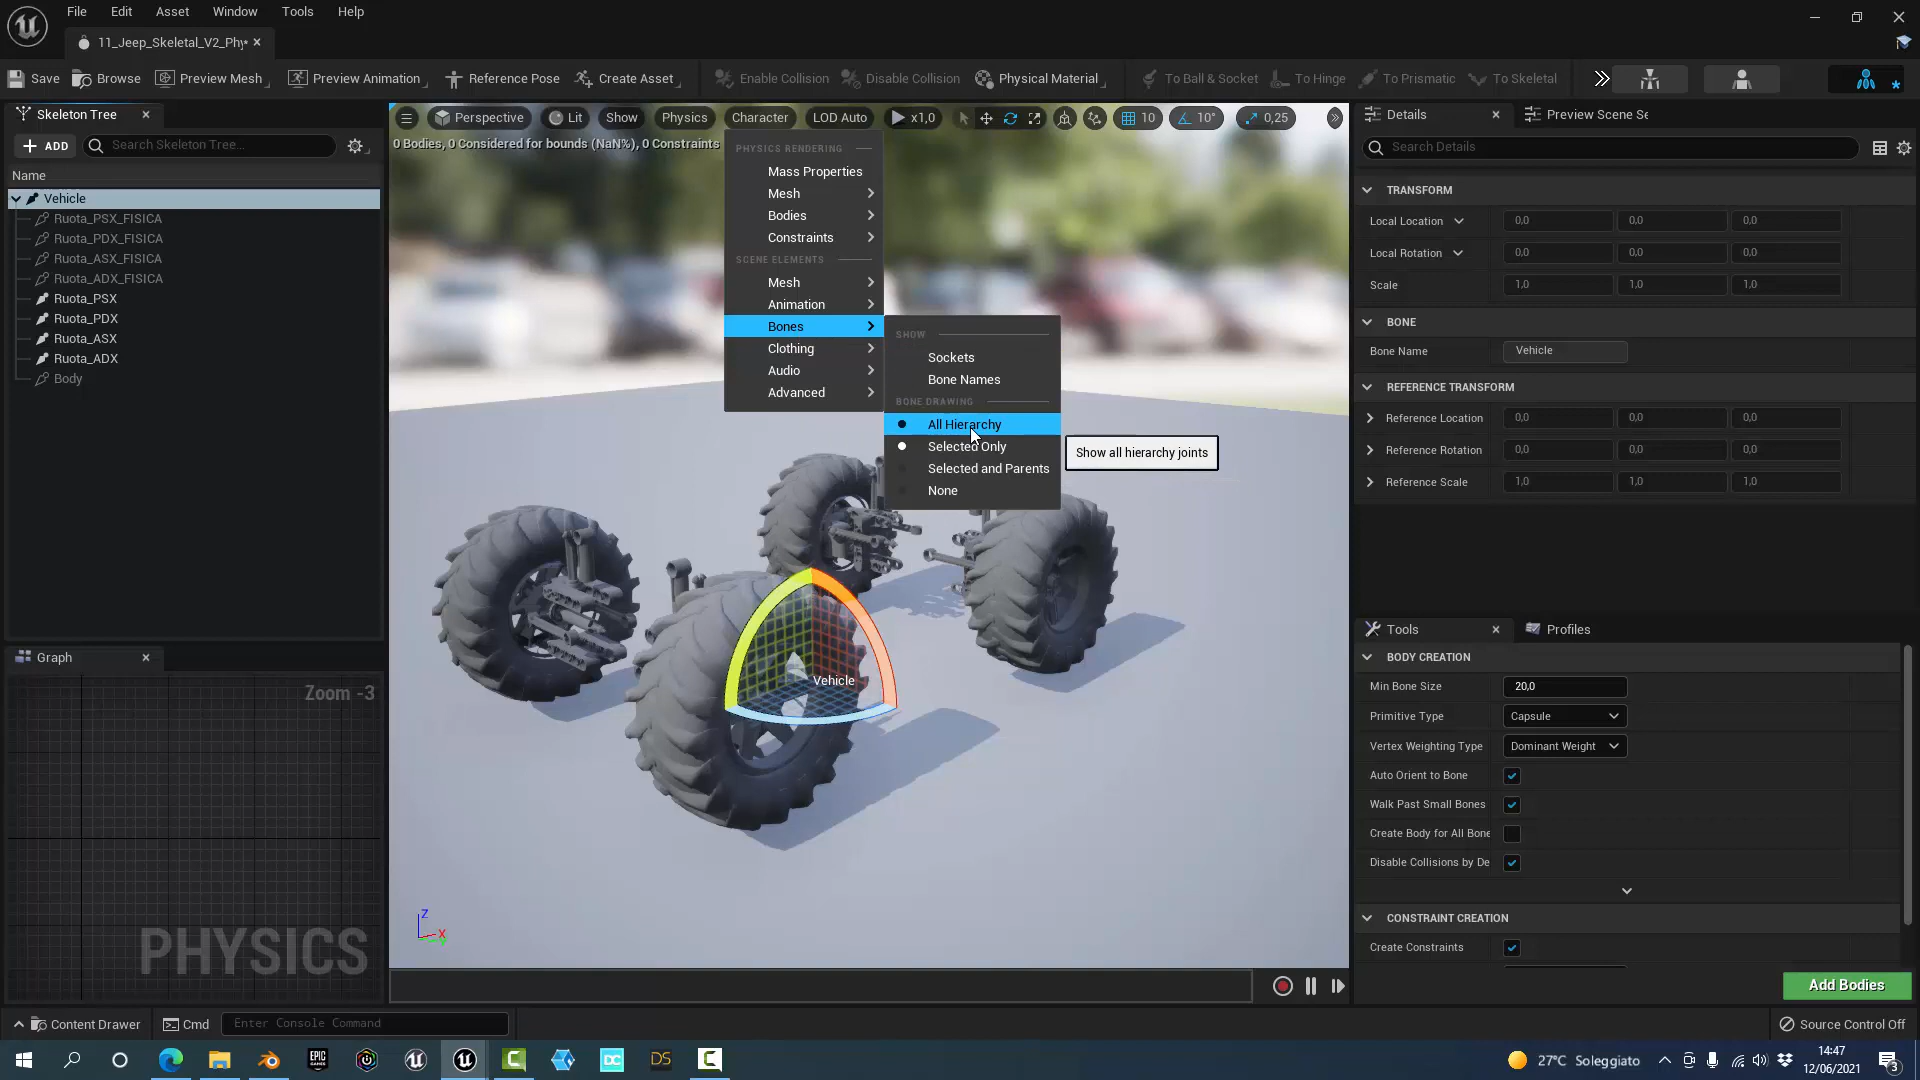 File Edit Asset Window Tools Help
11_Jeep_Skeletal_V2_Phy*
Save Browse Preview Mesh Preview Animation Reference Pose Create Asset Enable Collision Disable Collision Physical Material To Ball & Socket To Hinge To Prismatic To Skeletal
Skeleton Tree
ADD Search Skeleton Tree...
Name
Vehicle
Ruota_PSX_FISICA
Ruota_PDX_FISICA
Ruota_ASX_FISICA
Ruota_ADX_FISICA
Ruota_PSX
Ruota_PDX
Ruota_ASX
Ruota_ADX
Body
Graph
Zoom -3
PHYSICS
Perspective Lit Show Physics Character LOD Auto x1,0 10 10° 0,25
0 Bodies, 0 Considered for bounds (NaN%), 0 Constraints
PHYSICS RENDERING
Mass Properties
Mesh
Bodies
Constraints
SCENE ELEMENTS
Mesh
Animation
Bones
Clothing
Audio
Advanced
SHOW
Sockets
Bone Names
BONE DRAWING
All Hierarchy
Selected Only
Selected and Parents
None
Show all hierarchy joints
Vehicle
Z
X
Details Preview Scene Se
Search Details
TRANSFORM
Local Location 0,0 0,0 0,0
Local Rotation 0,0 0,0 0,0
Scale 1,0 1,0 1,0
BONE
Bone Name Vehicle
REFERENCE TRANSFORM
Reference Location 0,0 0,0 0,0
Reference Rotation 0,0 0,0 0,0
Reference Scale 1,0 1,0 1,0
Tools Profiles
BODY CREATION
Min Bone Size 20,0
Primitive Type Capsule
Vertex Weighting Type Dominant Weight
Auto Orient to Bone
Walk Past Small Bones
Create Body for All Bone
Disable Collisions by De
CONSTRAINT CREATION
Create Constraints
Add Bodies
Content Drawer Cmd Enter Console Command Source Control Off
EPIC GAMES DC DS 27°C Soleggiato 14:47
12/06/2021 3